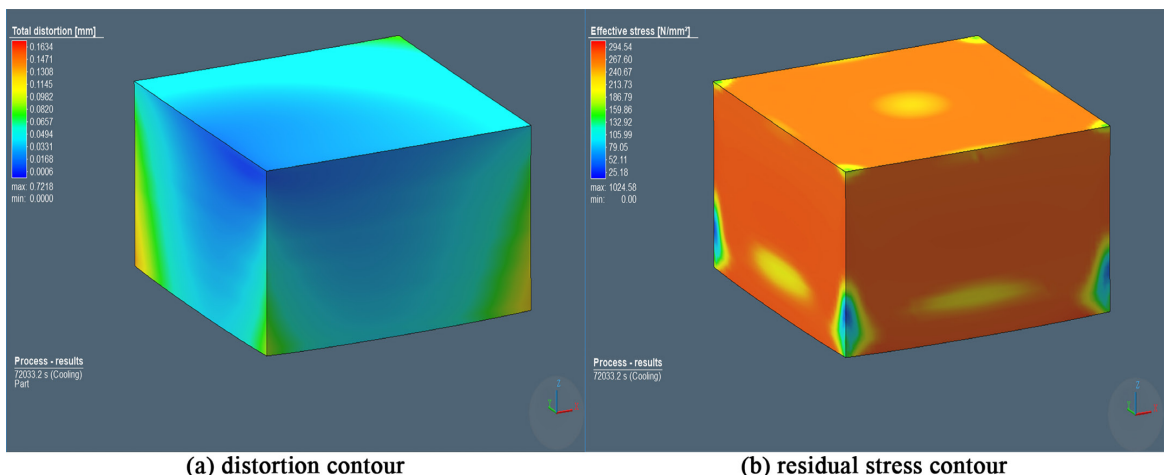 Total distortion [mm]
0.1634
0.1471
0.1308
0.1145
0.0982
0.0820
0.0657
0.0494
0.0331
0.0168
0.0006
max: 0.7218
min: 0.0000
Process - results
72033.2 s (Cooling)
Part
Z
Y
(a) distortion contour
Effective stress [N/mm²]
294.54
267.60
240.67
213.73
186.79
159.86
132.92
105.99
79.05
52.11
25.18
max: 1024.58
min: 0.00
Process - results
72033.2 s (Cooling)
Z
Y
X
(b) residual stress contour